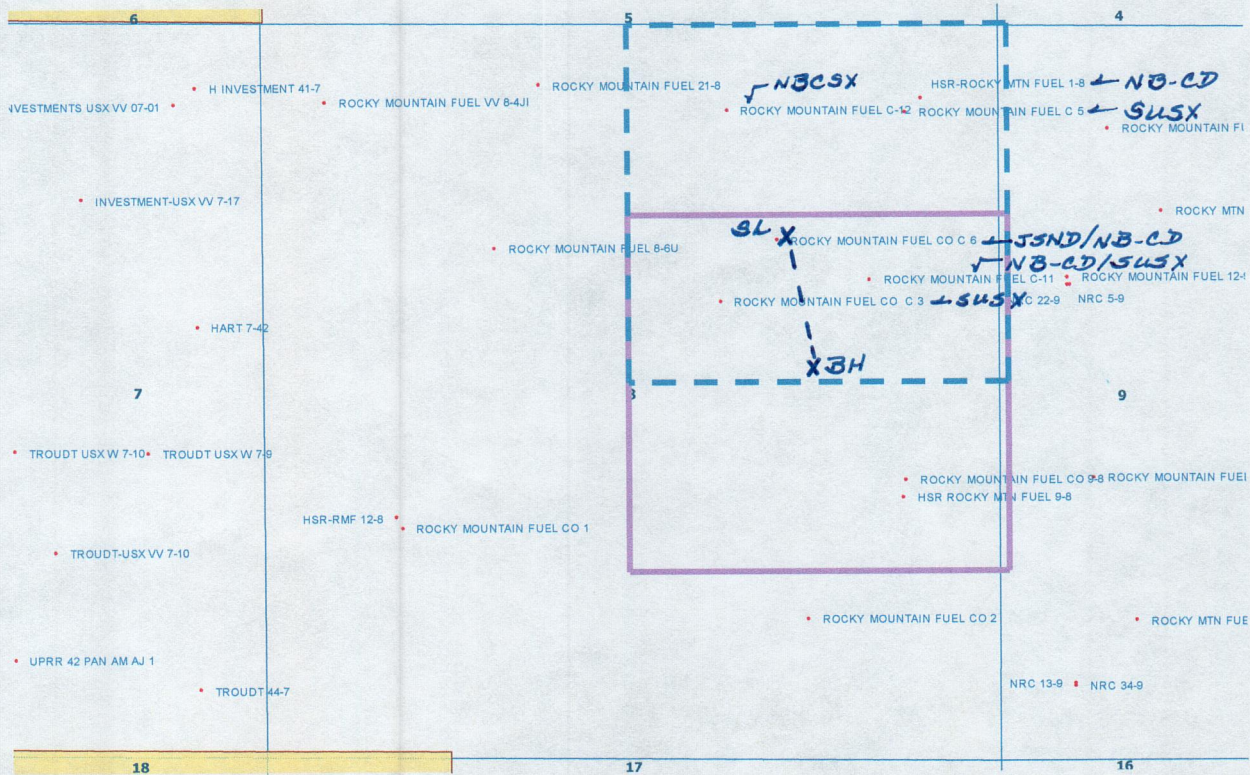 6 5 4
H INVESTMENT 41-7
NVESTMENTS USX VV 07-01
ROCKY MOUNTAIN FUEL VV 8-4JI
ROCKY MOUNTAIN FUEL 21-8
NBCSX
ROCKY MOUNTAIN FUEL C-12
HSR-ROCKY MTN FUEL 1-8 NB-CD
ROCKY MOUNTAIN FUEL C 5 SUSX
ROCKY MOUNTAIN FU
INVESTMENT-USX VV 7-17
ROCKY MTN
SL
ROCKY MOUNTAIN FUEL CO C 6 JSND/NB-CD
ROCKY MOUNTAIN FUEL 8-6U
NB-CD/SUSX
ROCKY MOUNTAIN FUEL C-11
ROCKY MOUNTAIN FUEL 12-
ROCKY MOUNTAIN FUEL CO C 3 SUSX
NRC 22-9
NRC 5-9
HART 7-42
BH
7 8 9
TROUDT USX W 7-10
TROUDT USX W 7-9
ROCKY MOUNTAIN FUEL CO 9-8
ROCKY MOUNTAIN FUEL
HSR ROCKY MTN FUEL 9-8
HSR-RMF 12-8
ROCKY MOUNTAIN FUEL CO 1
TROUDT-USX VV 7-10
ROCKY MOUNTAIN FUEL CO 2
ROCKY MTN FUE
UPRR 42 PAN AM AJ 1
TROUDT 44-7
NRC 13-9
NRC 34-9
18 17 16